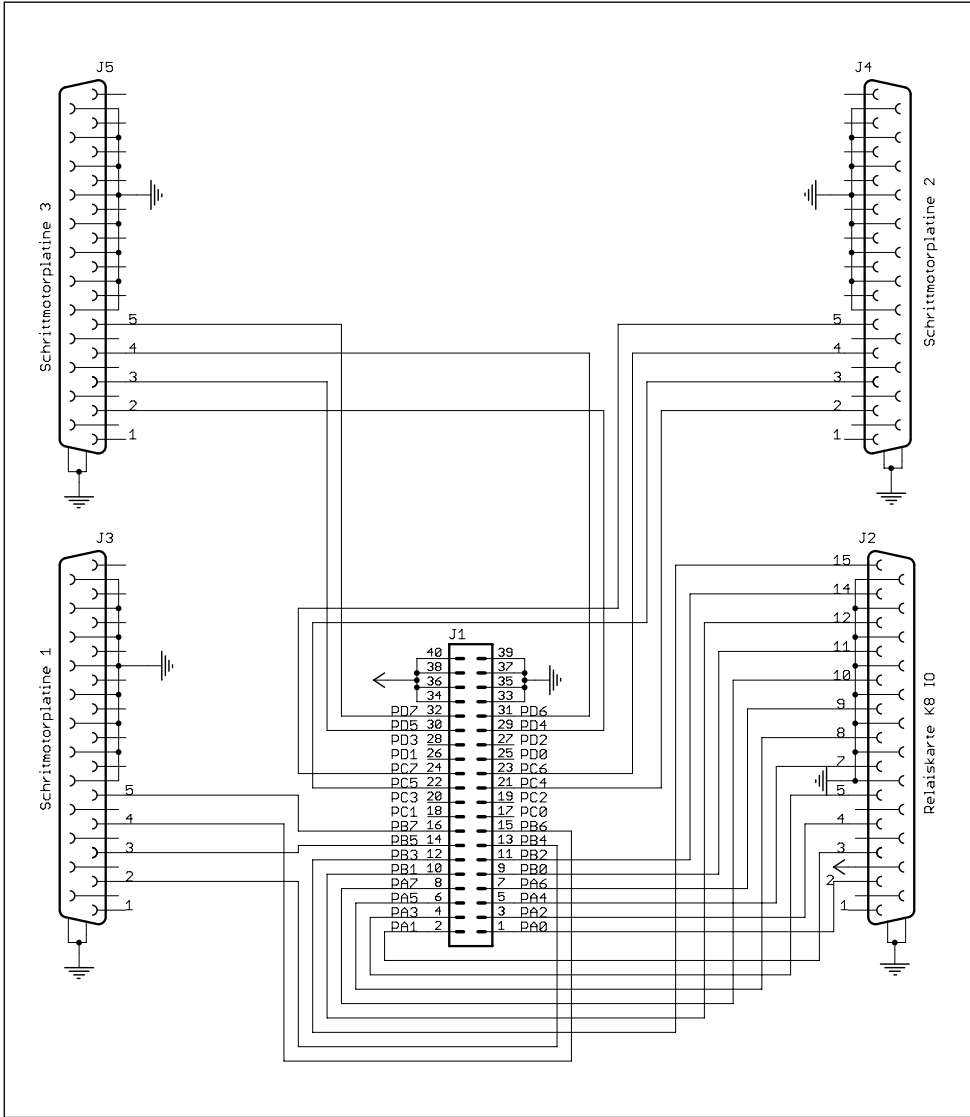 J5
J4
Schrittmotorplatine 3
5
4
3
2
1
Schrittmotorplatine 2
5
4
3
2
1
J3
Schritmotorplatine 1
5
4
3
2
1
J1
40 39
38 37
36 35
34 33
PD7 32 31 PD6
PD5 30 29 PD4
PD3 28 27 PD2
PD1 26 25 PD0
PC7 24 23 PC6
PC5 22 21 PC4
PC3 20 19 PC2
PC1 18 17 PC0
PB7 16 15 PB6
PB5 14 13 PB4
PB3 12 11 PB2
PB1 10 9 PB0
PA7 8 7 PA6
PA5 6 5 PA4
PA3 4 3 PA2
PA1 2 1 PA0
J2
Relaiskarte K8 IO
15
14
12
11
10
9
8
7
5
4
3
2
1